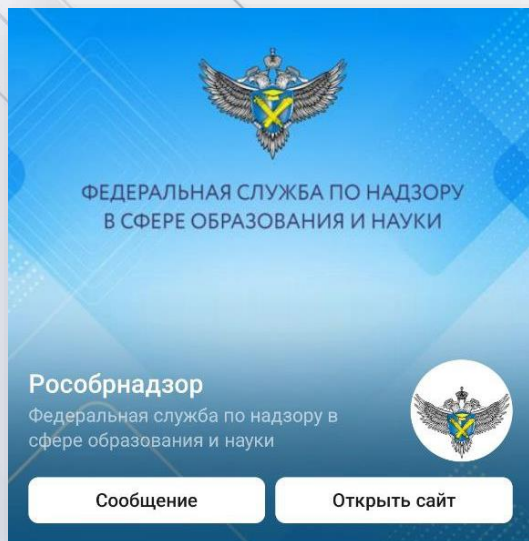 ФЕДЕРАЛЬНАЯ СЛУЖБА ПО НАДЗОРУ
В СФЕРЕ ОБРАЗОВАНИЯ И НАУКИ
Рособрнадзор
Федеральная служба по надзору в
сфере образования и науки
Сообщение
Открыть сайт